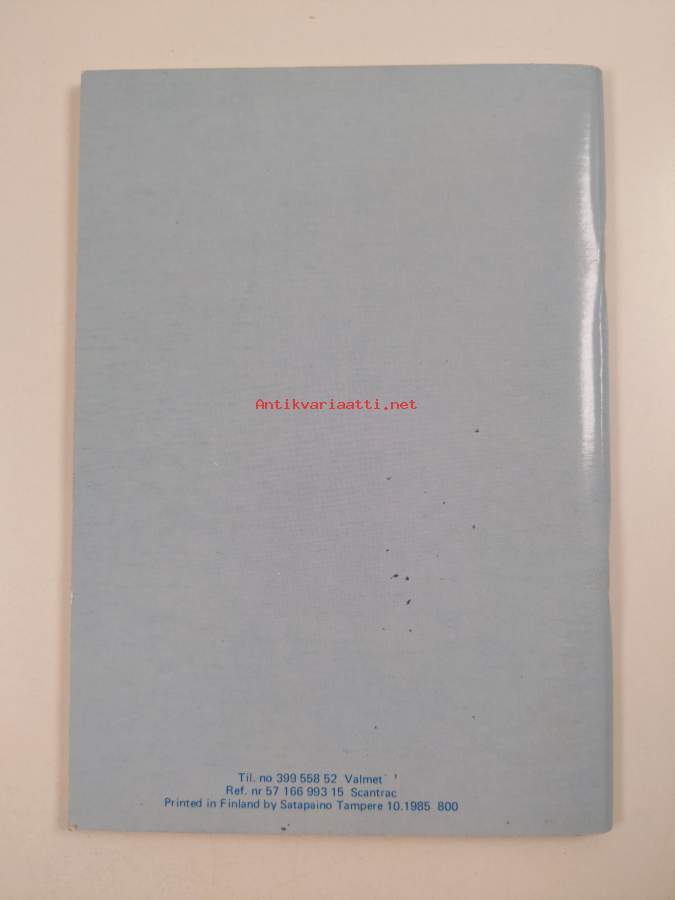 Antikvariaatti.net
Til. no 399 558 52 Valmet
Ref. nr 57 166 993 15 Scantrac
Printed in Finland by Satapaino Tampere 10.1985 800